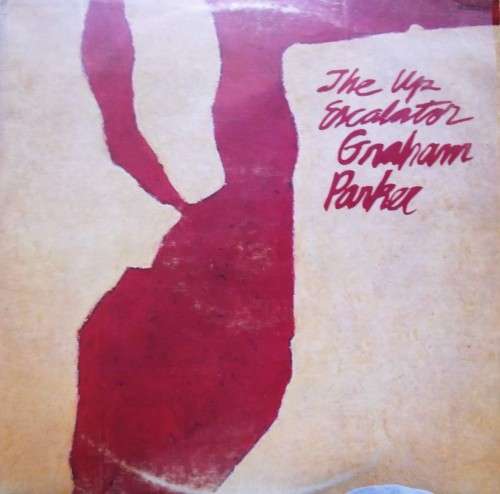 The Up
Escalator
Graham
Parker